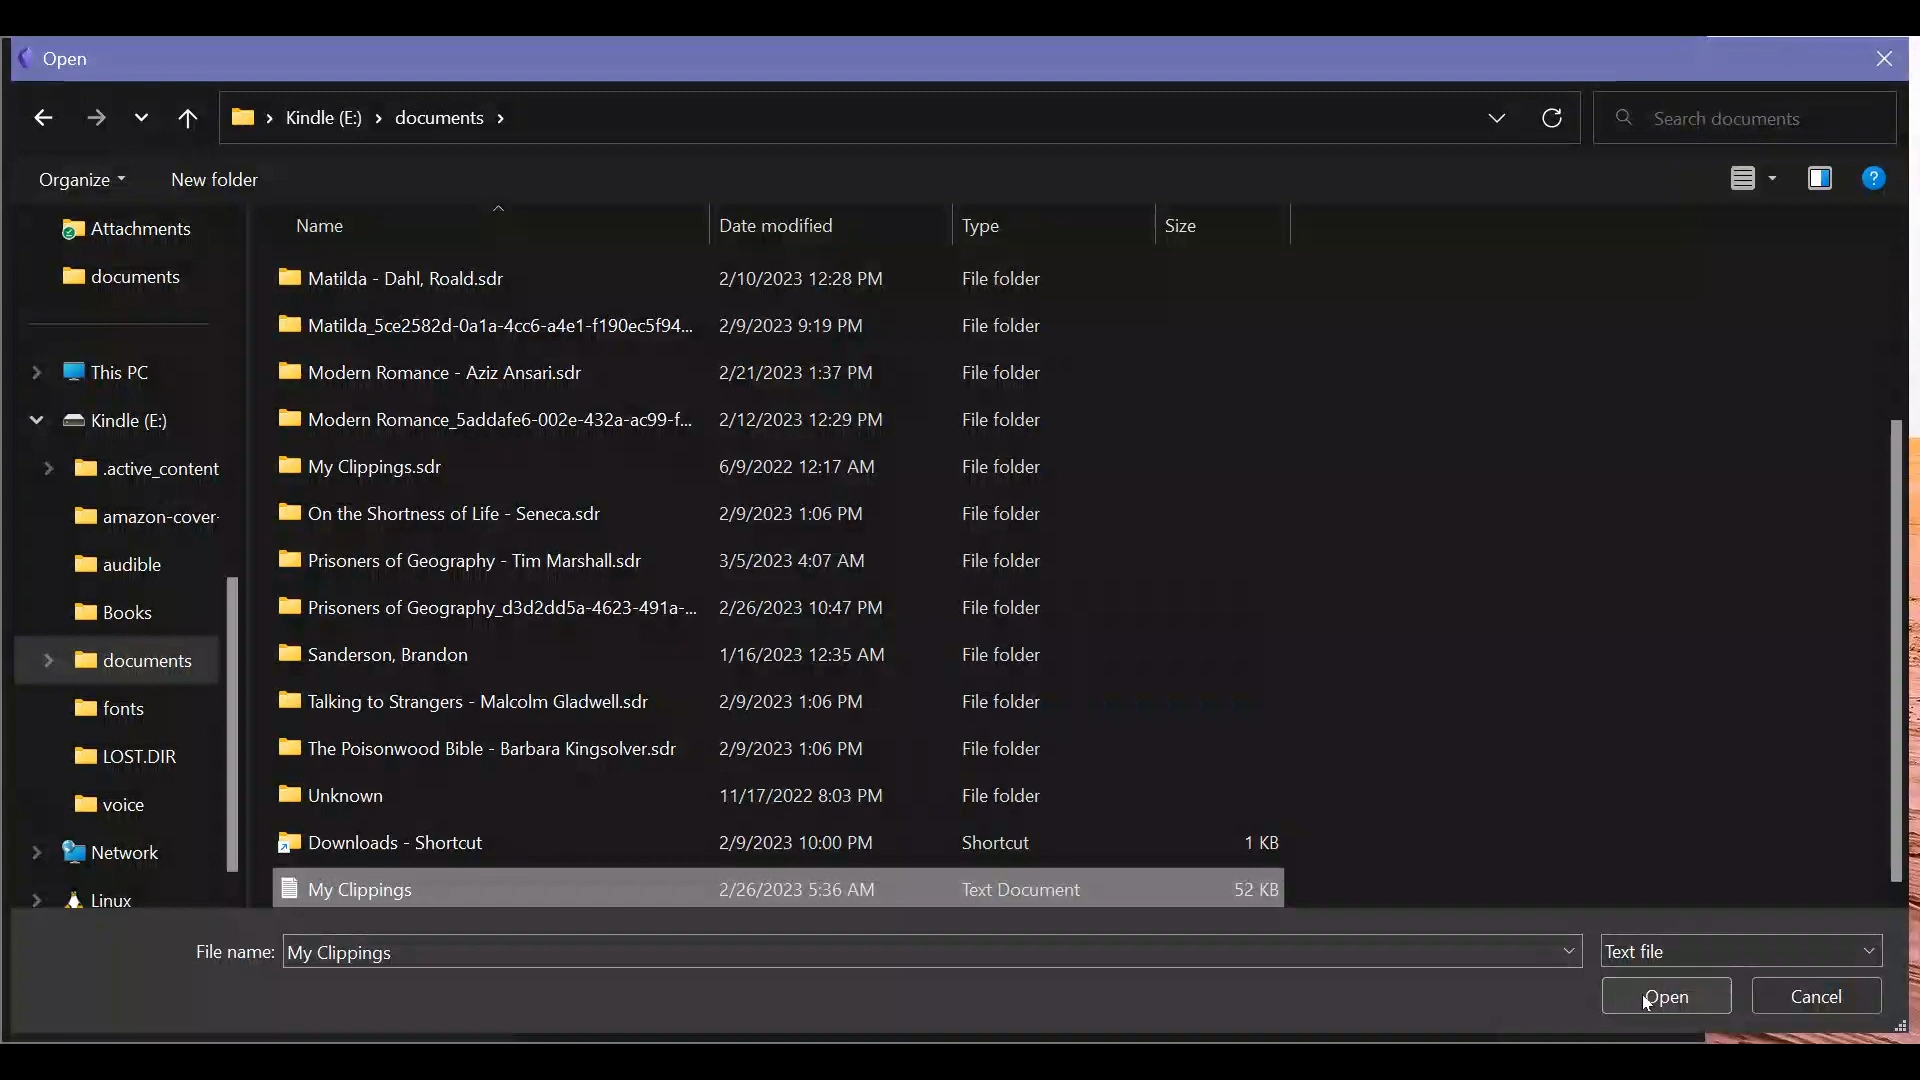 Open
Kindle (E:) documents
Search documents
Organize New folder
?
Name Date modified Type Size
Attachments
documents
This PC
Kindle (E:)
.active_content
amazon-cover-
audible
Books
documents
fonts
LOST.DIR
voice
Network
Linux
Matilda - Dahl, Roald.sdr 2/10/2023 12:28 PM File folder
Matilda_5ce2582d-0a1a-4cc6-a4e1-f190ec5f94... 2/9/2023 9:19 PM File folder
Modern Romance - Aziz Ansari.sdr 2/21/2023 1:37 PM File folder
Modern Romance_5addafe6-002e-432a-ac99-f... 2/12/2023 12:29 PM File folder
My Clippings.sdr 6/9/2022 12:17 AM File folder
On the Shortness of Life - Seneca.sdr 2/9/2023 1:06 PM File folder
Prisoners of Geography - Tim Marshall.sdr 3/5/2023 4:07 AM File folder
Prisoners of Geography_d3d2dd5a-4623-491a-... 2/26/2023 10:47 PM File folder
Sanderson, Brandon 1/16/2023 12:35 AM File folder
Talking to Strangers - Malcolm Gladwell.sdr 2/9/2023 1:06 PM File folder
The Poisonwood Bible - Barbara Kingsolver.sdr 2/9/2023 1:06 PM File folder
Unknown 11/17/2022 8:03 PM File folder
Downloads - Shortcut 2/9/2023 10:00 PM Shortcut 1 KB
My Clippings 2/26/2023 5:36 AM Text Document 52 KB
File name: My Clippings Text file
Open Cancel